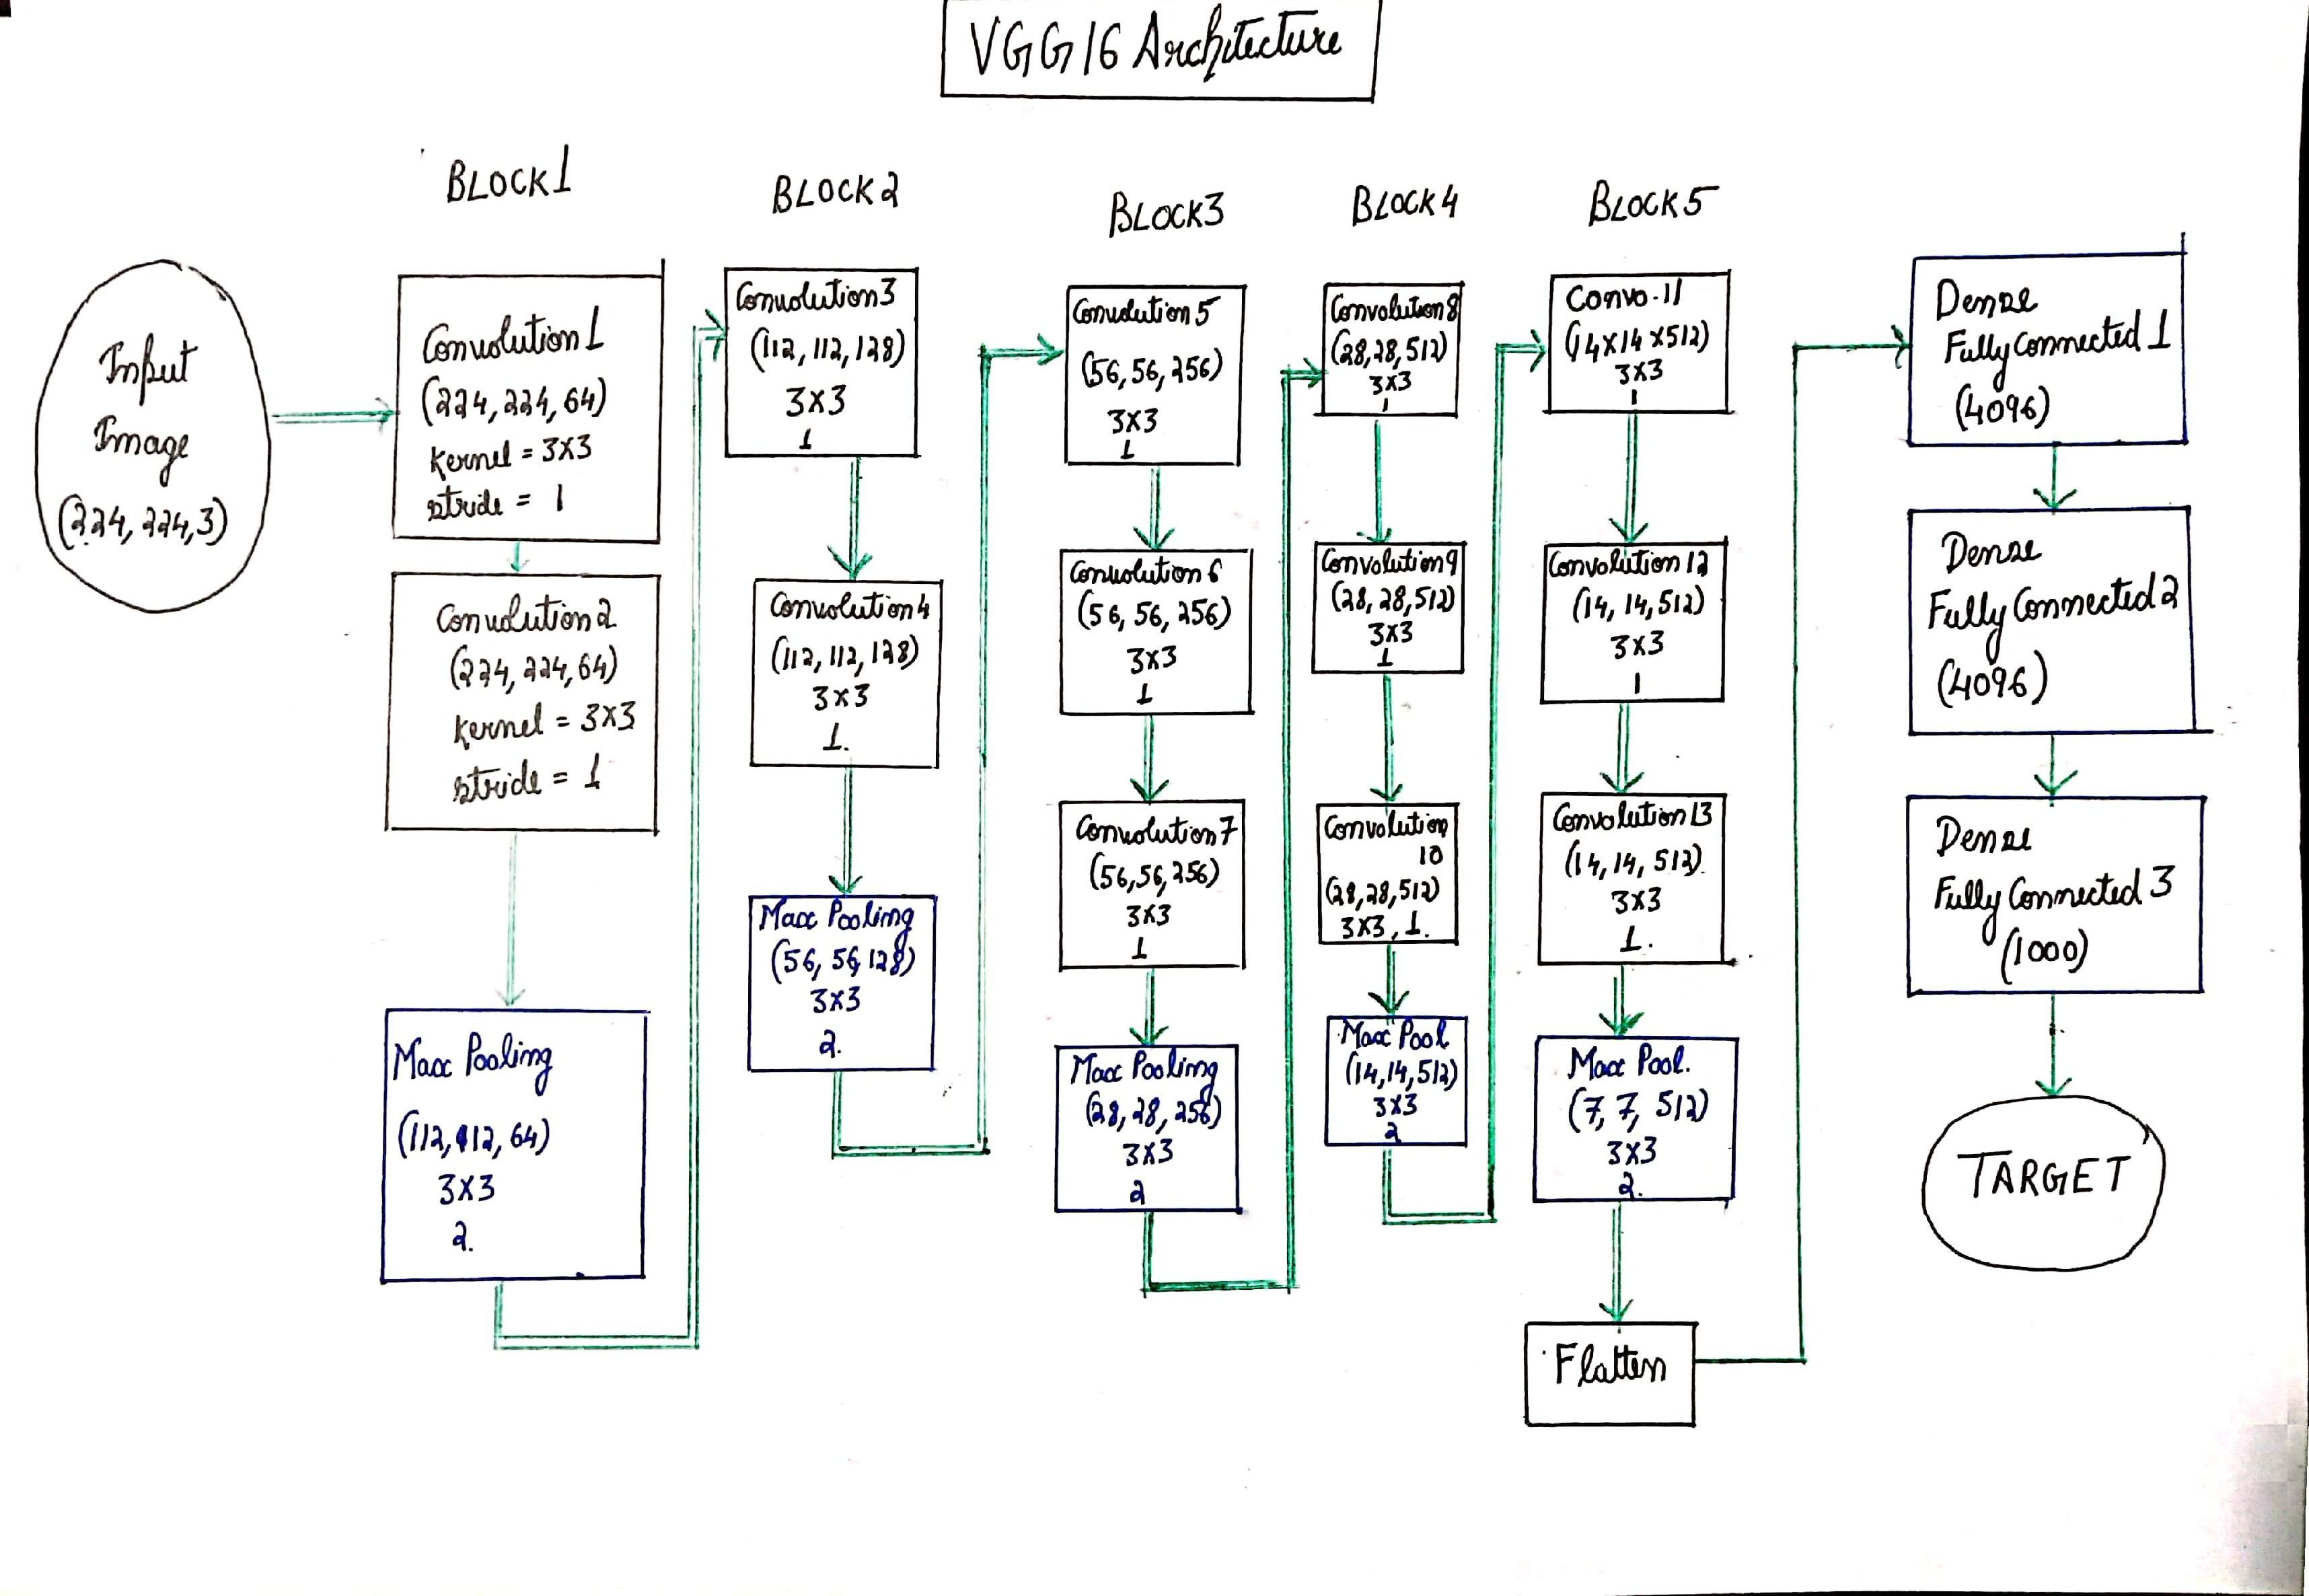 VGG16 Architecture
BLOCK1
BLOCK2
BLOCK3
BLOCK4
BLOCK5
Input
Image
(224, 224,3)
Convolution 1
(224, 224, 64)
kernel = 3x3
stride = 1
Convolution 2
(224, 224, 64)
kernel = 3x3
stride = 1
Max Pooling
(112, 112, 64)
3x3
2.
Convolution 3
(112, 112, 128)
3x3
1
Convolution 4
(112, 112, 128)
3x3
1.
Max Pooling
(56, 56, 128)
3x3
2.
Convolution 5
(56, 56, 256)
3x3
1
Convolution 6
(56, 56, 256)
3x3
1
Convolution 7
(56, 56, 256)
3x3
1
Max Pooling
(28, 28, 256)
3x3
2
Convolution 8
(28, 28, 512)
3x3
1
Convolution 9
(28, 28, 512)
3x3
1
Convolution
10
(28, 28, 512)
3x3, 1.
Max Pool
(14, 14, 512)
3x3
2
Convo. 11
(14x14x512)
3x3
1
Convolution 12
(14, 14, 512)
3x3
1
Convolution 13
(14, 14, 512)
3x3
1.
Max Pool.
(7, 7, 512)
3x3
2.
Flatten
Dense
Fully Connected 1
(4096)
Dense
Fully Connected 2
(4096)
Dense
Fully Connected 3
(1000)
TARGET